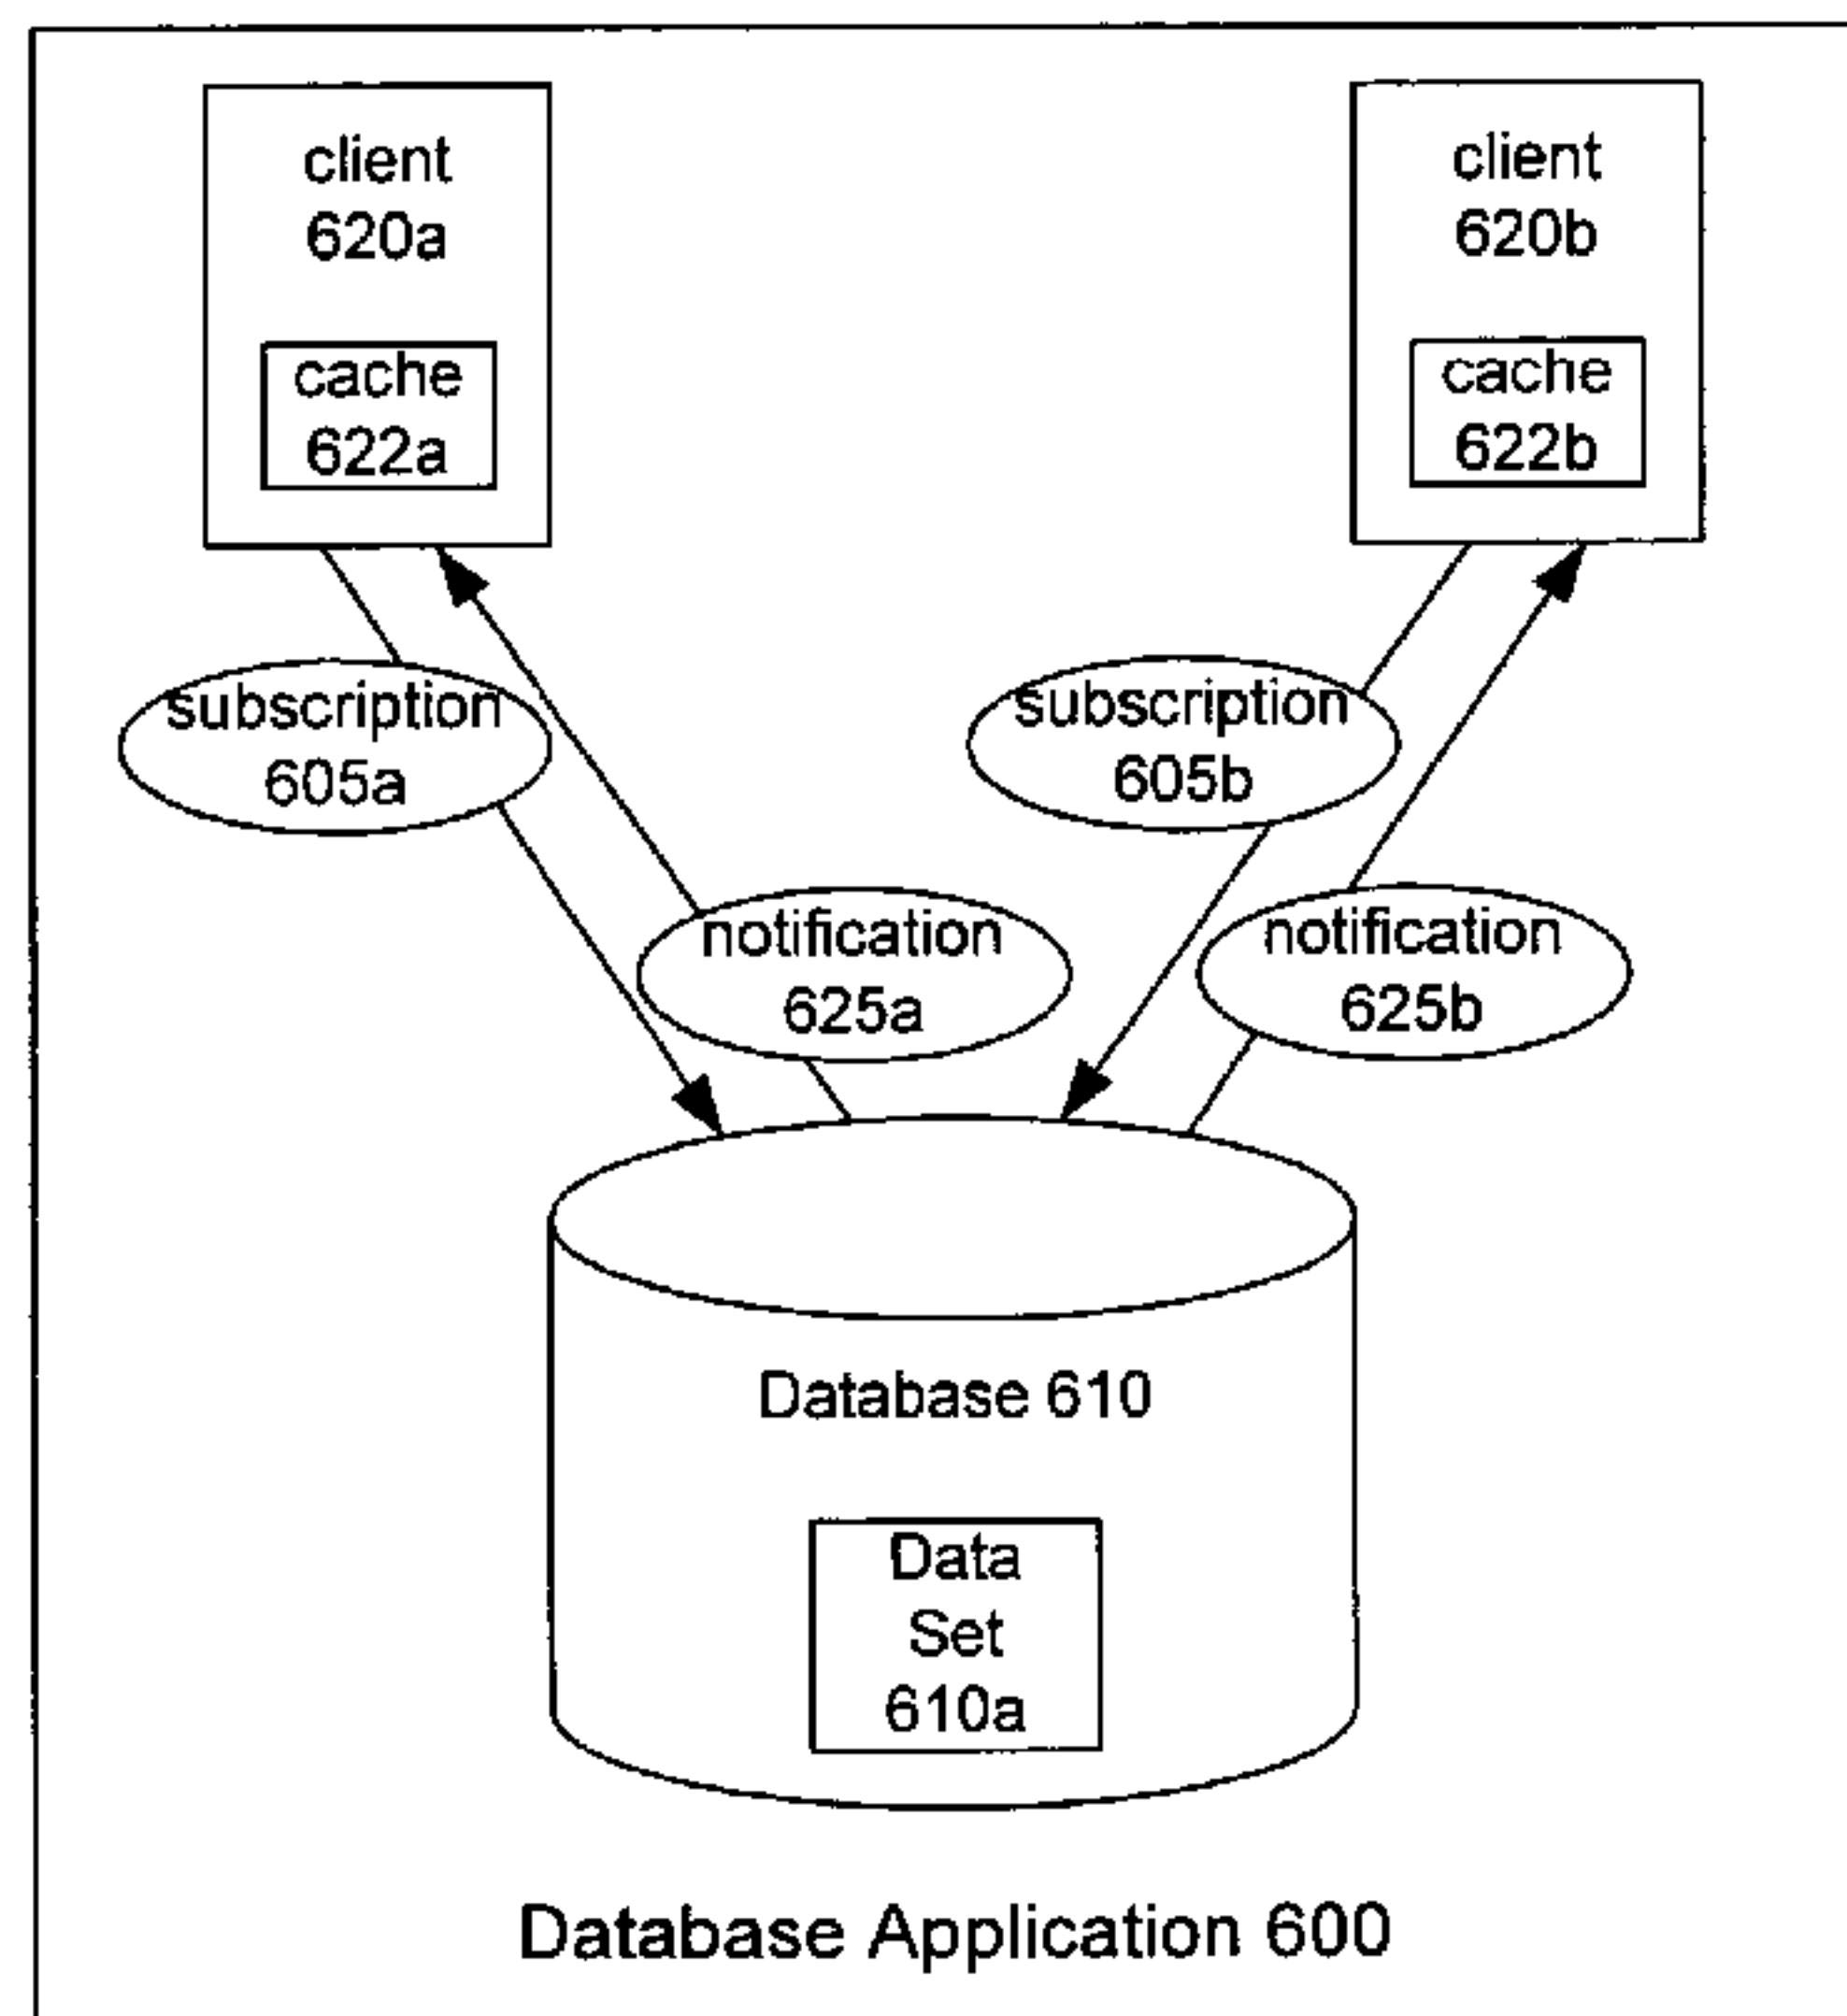 client
620a
cache
622a
client
620b
cache
622b
subscription
605a
subscription
605b
notification
625a
notification
625b
Database 610
Data
Set
610a
Database Application 600